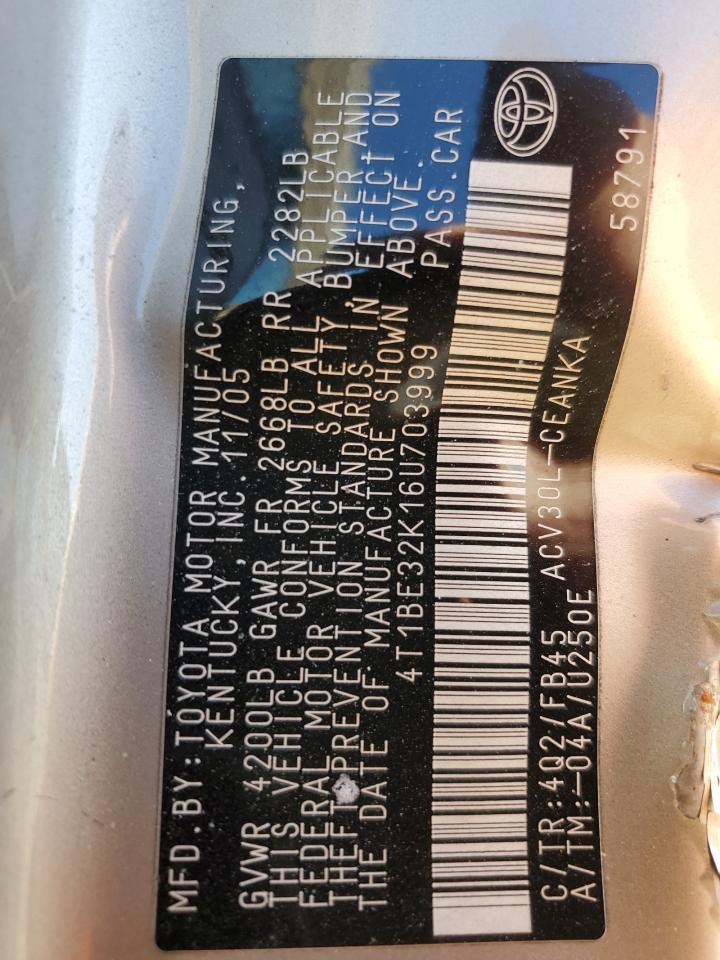 MFD.BY:TOYOTA MOTOR MANUFACTURING,
KENTUCKY,INC.11/05
GVWR 4200LB GAWR FR 2668LB RR 2282LB
THIS VEHICLE CONFORMS TO ALL APPLICABLE
FEDERAL MOTOR VEHICLE SAFETY,BUMPER AND
THEFT PREVENTION STANDARDS IN EFFECT ON
THE DATE OF MANUFACTURE SHOWN ABOVE.
4T1BE32K16U703999 PASS.CAR
C/TR:4Q2/FB45 ACV30L-CEANKA 58791
A/TM:-04A/U250E